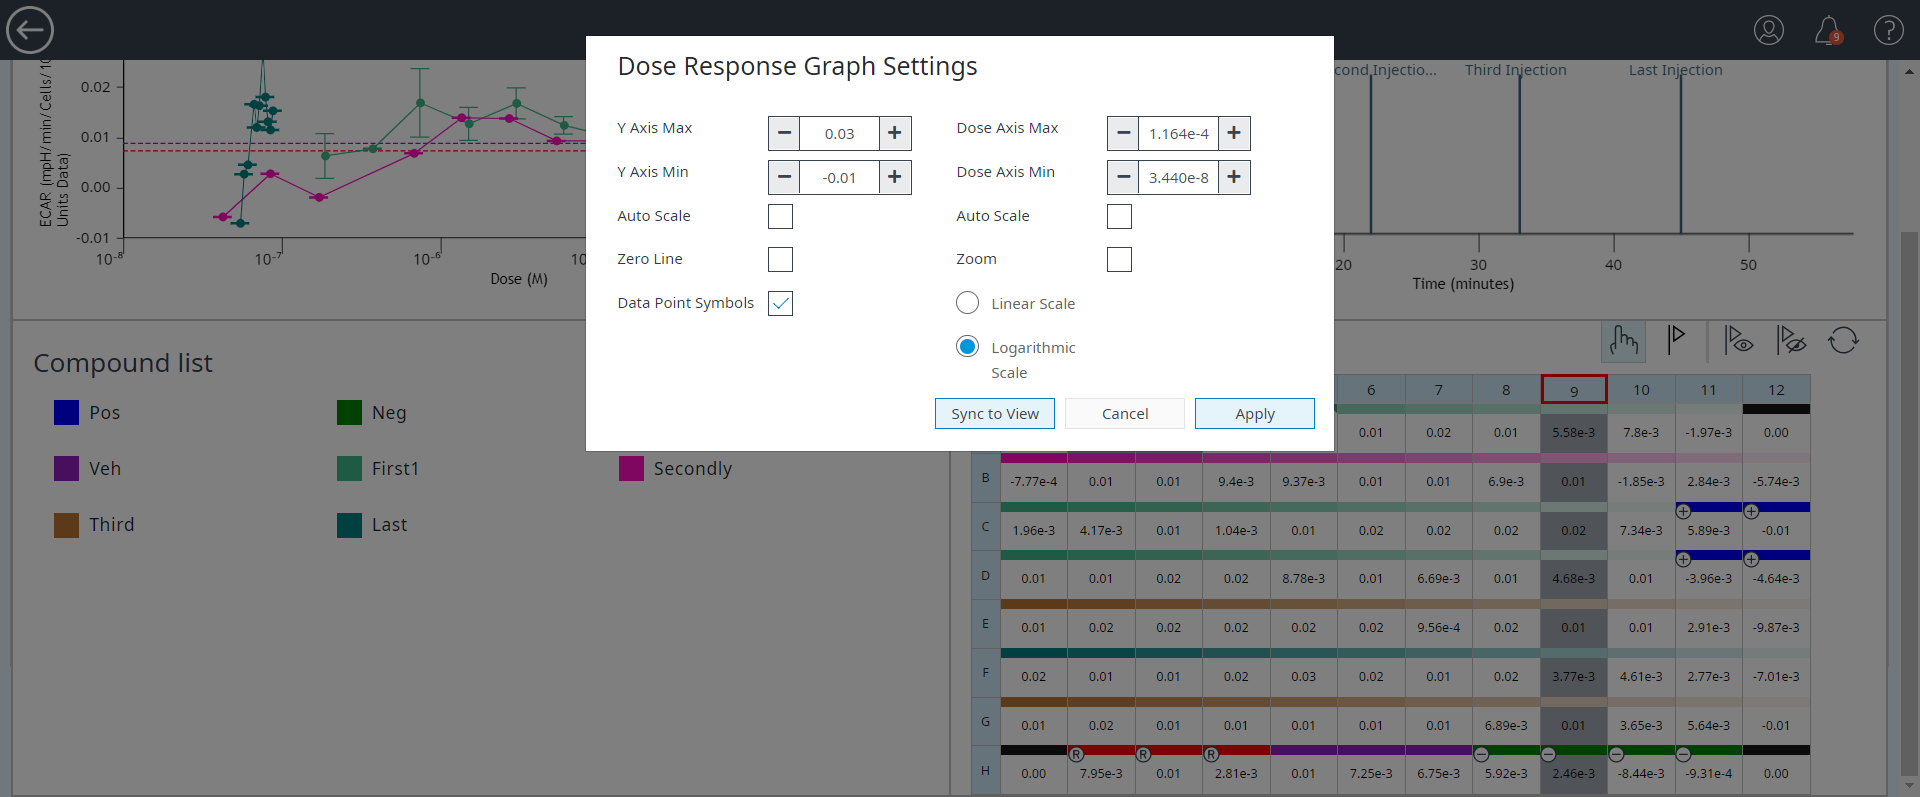 9
?
Dose Response Graph Settings
Y Axis Max
0.03
Dose Axis Max
1.164e-4
Y Axis Min
-0.01
Dose Axis Min
3.440e-8
Auto Scale
Auto Scale
Zero Line
Zoom
Data Point Symbols
Linear Scale
Logarithmic
Scale
Sync to View
Cancel
Apply
ECAR (mpH/min/Cells/10
Units Data)
0.02
0.01
0.00
-0.01
10⁻⁸
10⁻⁷
10⁻⁶
10
Dose (M)
cond Injectio...
Third Injection
Last Injection
20
30
40
50
Time (minutes)
Compound list
Pos
Neg
Veh
First1
Secondly
Third
Last
6 7 8 9 10 11 12
0.01 0.02 0.01 5.58e-3 7.8e-3 -1.97e-3 0.00
B -7.77e-4 0.01 0.01 9.4e-3 9.37e-3 0.01 0.01 6.9e-3 0.01 -1.85e-3 2.84e-3 -5.74e-3
C 1.96e-3 4.17e-3 0.01 1.04e-3 0.01 0.02 0.02 0.02 0.02 7.34e-3 5.89e-3 -0.01
D 0.01 0.01 0.02 0.02 8.78e-3 0.01 6.69e-3 0.01 4.68e-3 0.01 -3.96e-3 -4.64e-3
E 0.01 0.02 0.02 0.02 0.02 0.02 9.56e-4 0.02 0.01 0.01 2.91e-3 -9.87e-3
F 0.02 0.01 0.01 0.02 0.03 0.02 0.01 0.02 3.77e-3 4.61e-3 2.77e-3 -7.01e-3
G 0.01 0.02 0.01 0.01 0.01 0.01 0.01 6.89e-3 0.01 3.65e-3 5.64e-3 -0.01
R R R
H 0.00 7.95e-3 0.01 2.81e-3 0.01 7.25e-3 6.75e-3 5.92e-3 2.46e-3 -8.44e-3 -9.31e-4 0.00